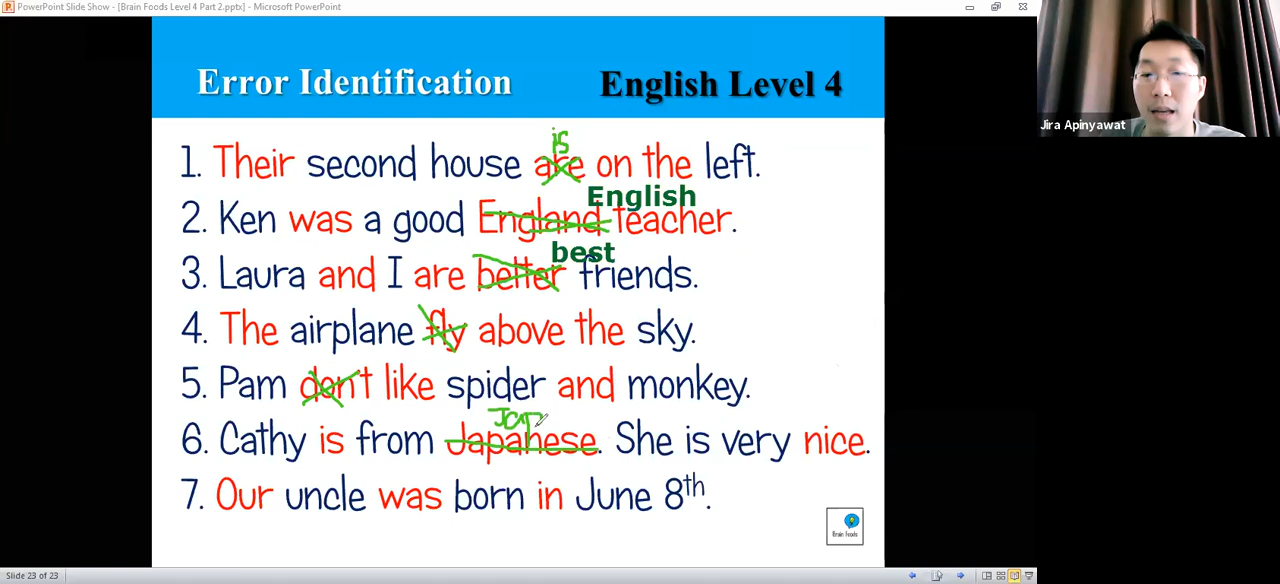 PowerPoint Slide Show - [Brain Foods Level 4 Part 2.pptx] - Microsoft PowerPoint
Error Identification English Level 4
Jira Apinyawat
is
1. Their second house are on the left.
English
2. Ken was a good England teacher.
best
3. Laura and I are better friends.
4. The airplane fly above the sky.
5. Pam don't like spider and monkey.
Jap
6. Cathy is from Japanese. She is very nice.
7. Our uncle was born in June 8th.
Brain Foods
Slide 23 of 23